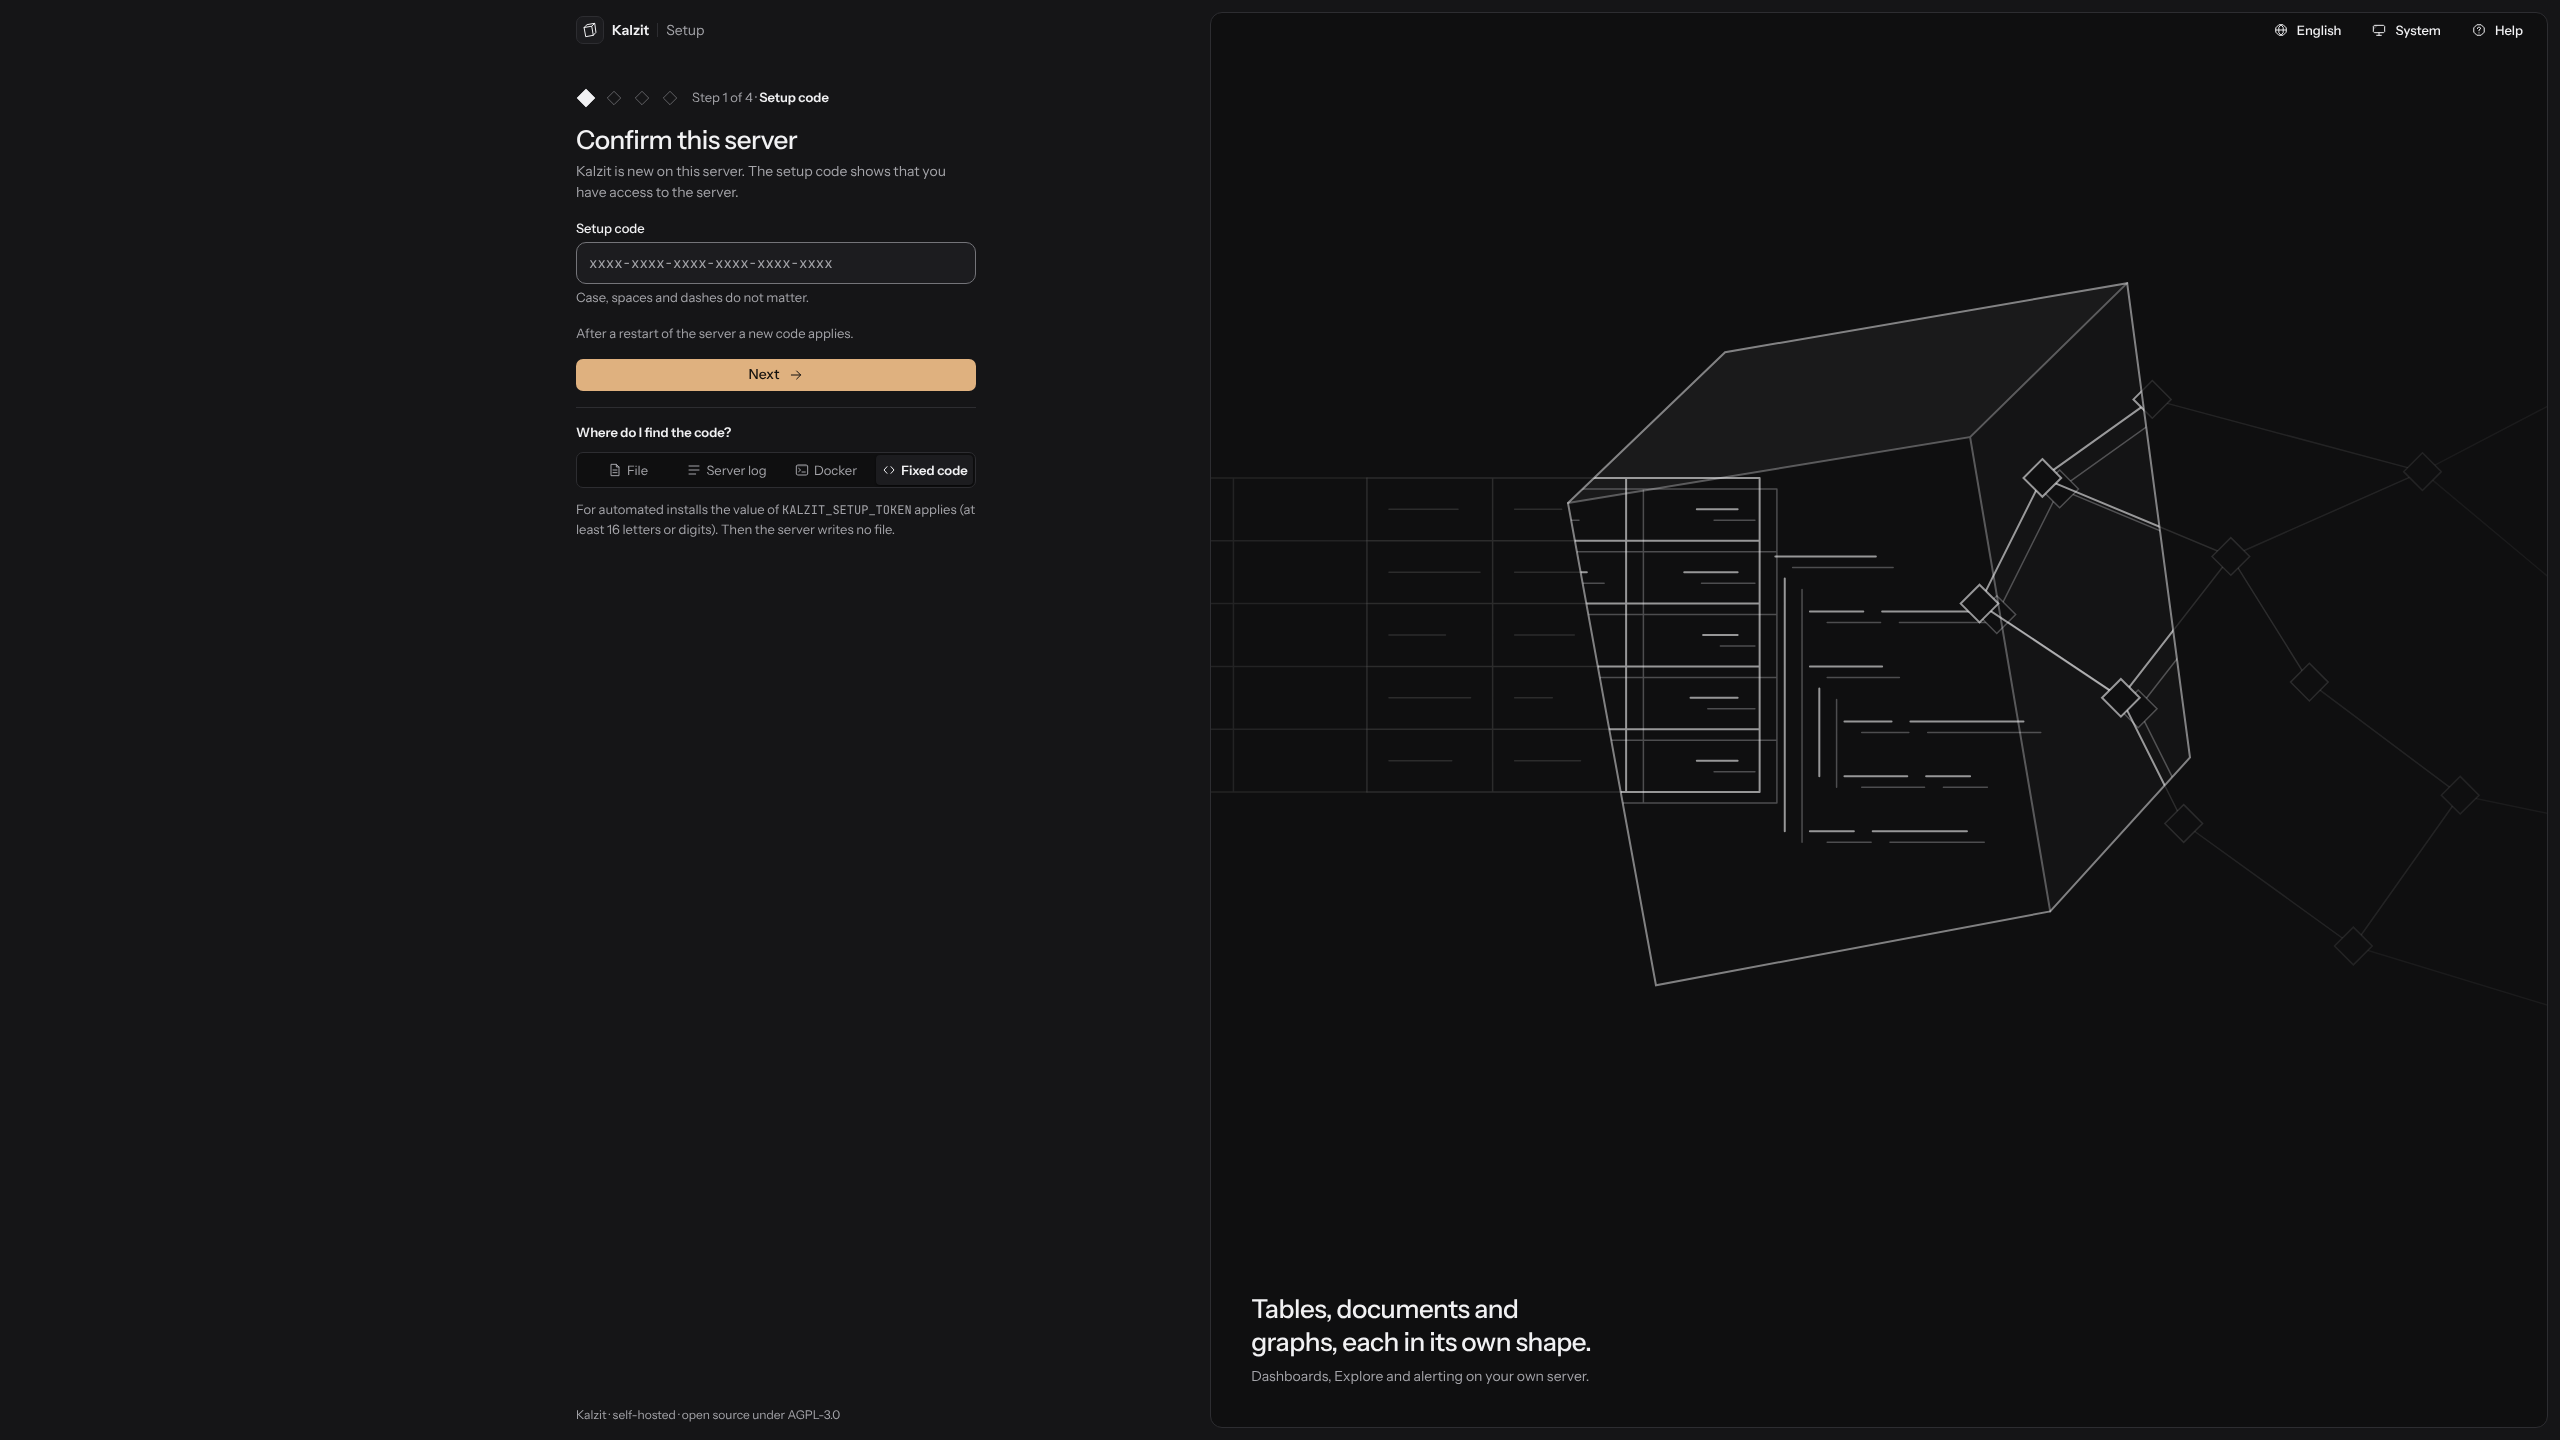 Kalzit
Setup
English
System
Help
Step 1 of 4 · Setup code
Confirm this server
Kalzit is new on this server. The setup code shows that you
have access to the server.
Setup code
xxxx-xxxx-xxxx-xxxx-xxxx-xxxx
Case, spaces and dashes do not matter.
After a restart of the server a new code applies.
Next
Where do I find the code?
File
Server log
Docker
Fixed code
For automated installs the value of KALZIT_SETUP_TOKEN applies (at
least 16 letters or digits). Then the server writes no file.
Tables, documents and
graphs, each in its own shape.
Dashboards, Explore and alerting on your own server.
Kalzit · self-hosted · open source under AGPL-3.0